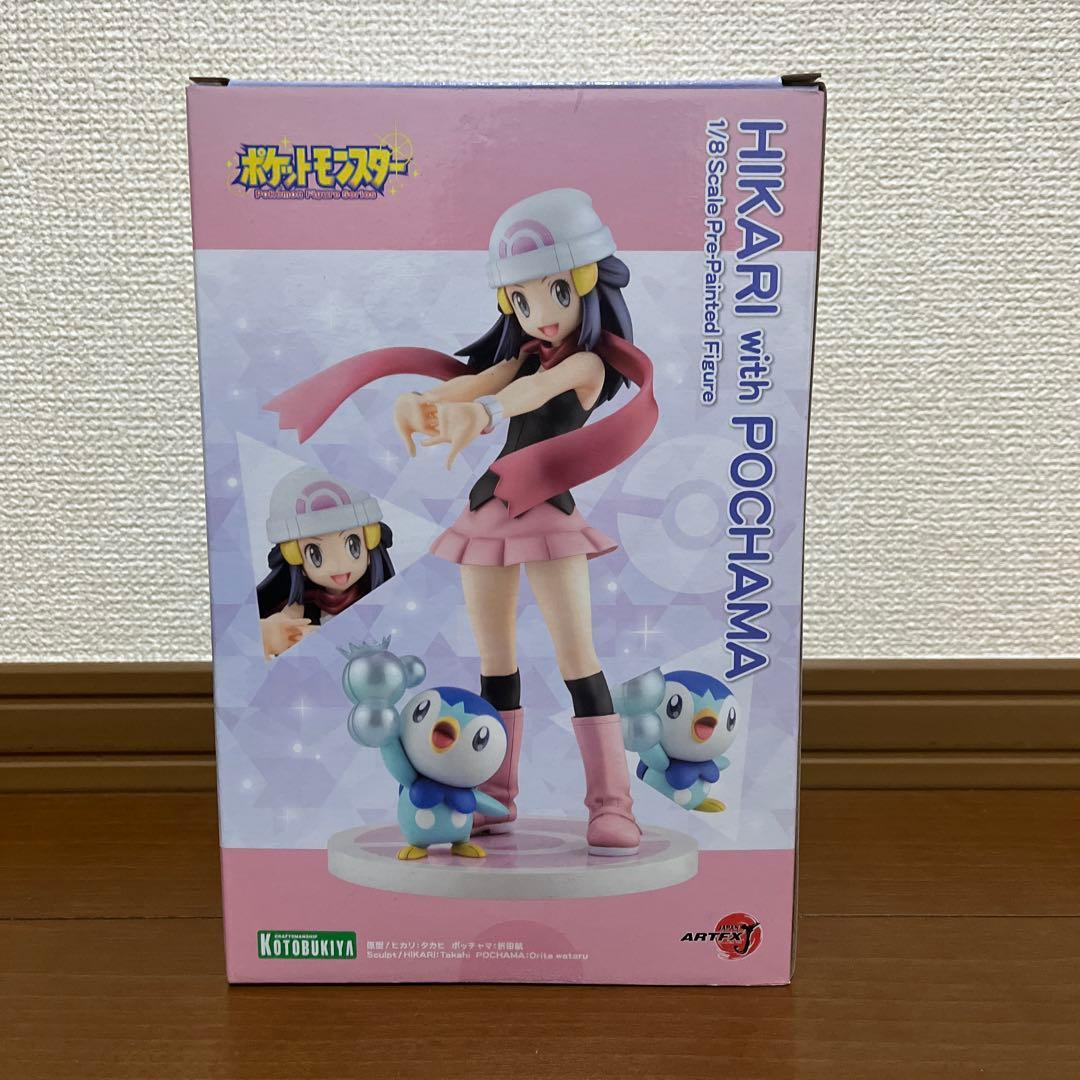 ポケットモンスター
Pokémon Figure Series
HIKARI with POCHAMA
1/8 Scale Pre-Painted Figure
CRAFTSMANSHIP
KOTOBUKIYA
原型/ヒカリ:タカヒ ポッチャマ:折田航
Sculpt/HIKARI:Takahi POCHAMA:Orita wataru
JAPAN
ARTFX J